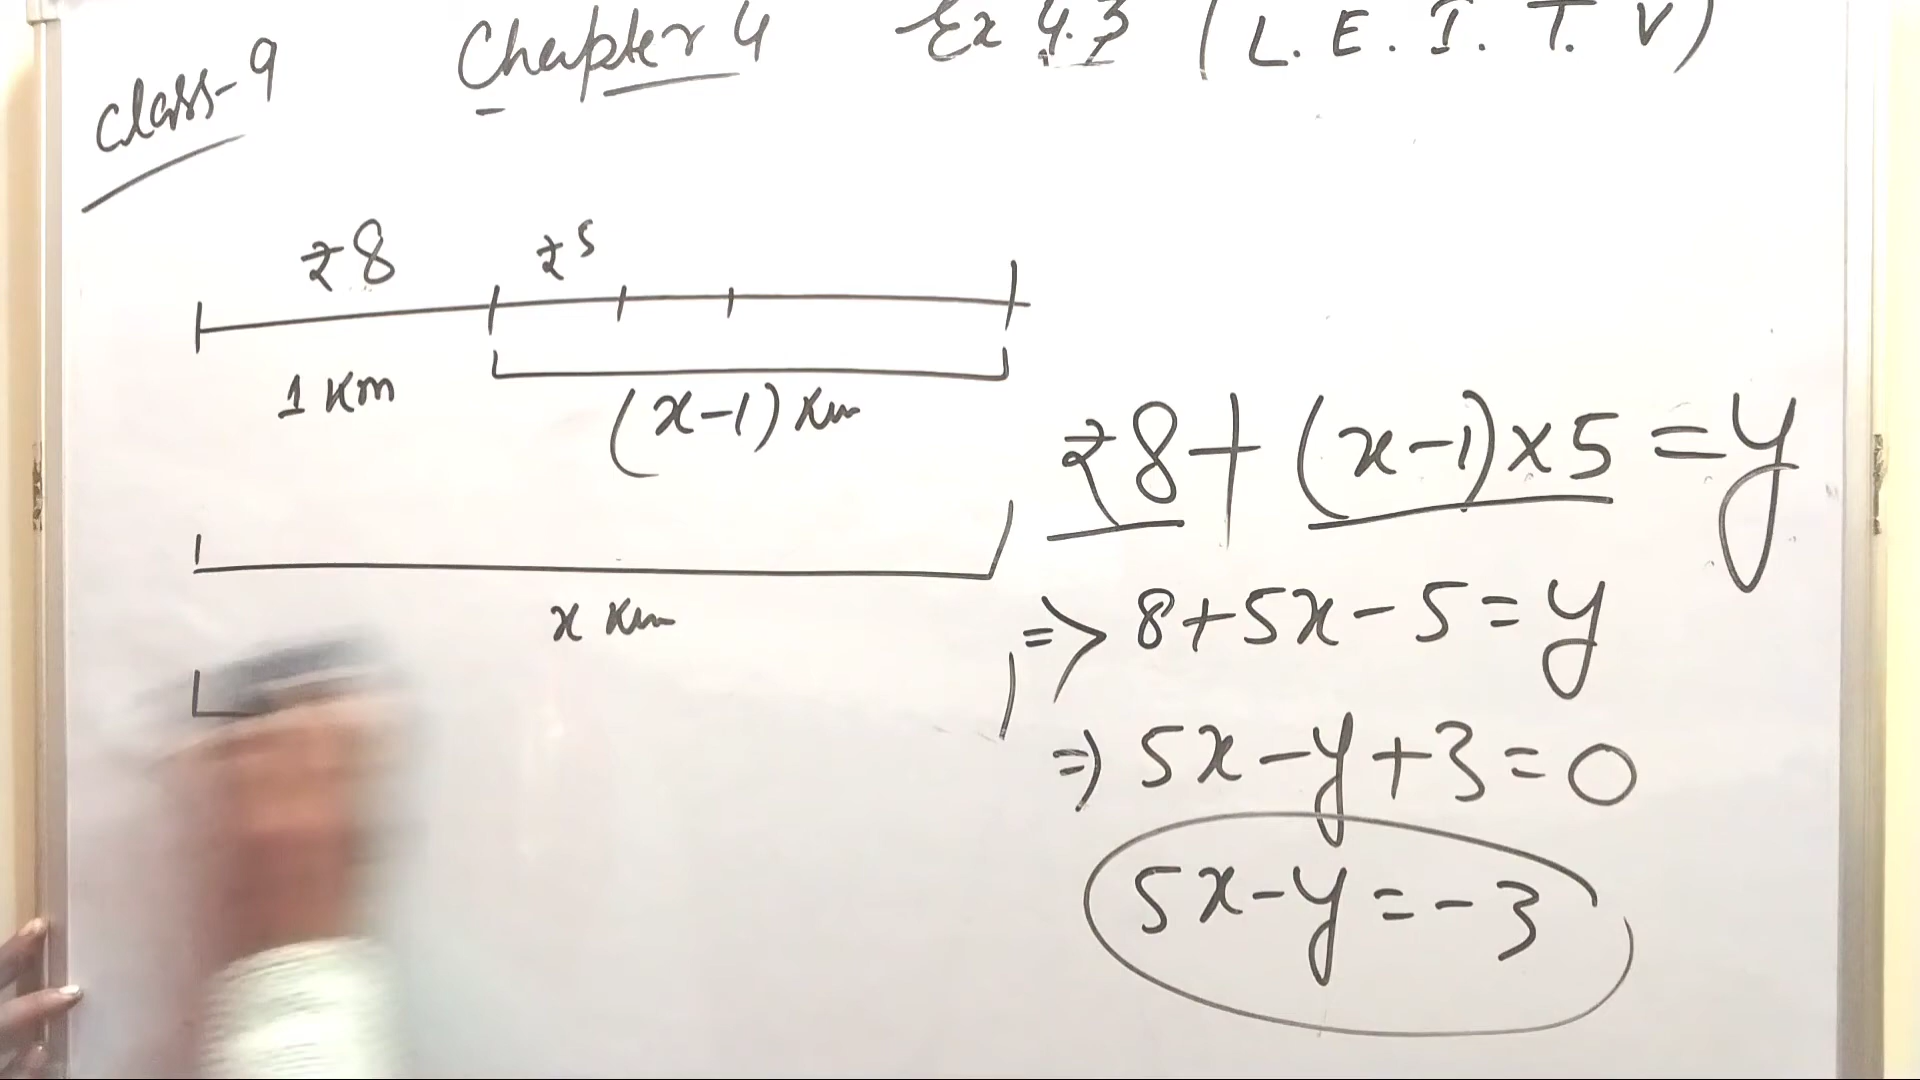 class-9 Chapter 4 Ex 4.3 (L. E. I. T. V)
₹8 ₹5
1 Km (x-1) Km
x Km
₹8 + (x-1) × 5 = y
=> 8 + 5x - 5 = y
=> 5x - y + 3 = 0
5x - y = -3